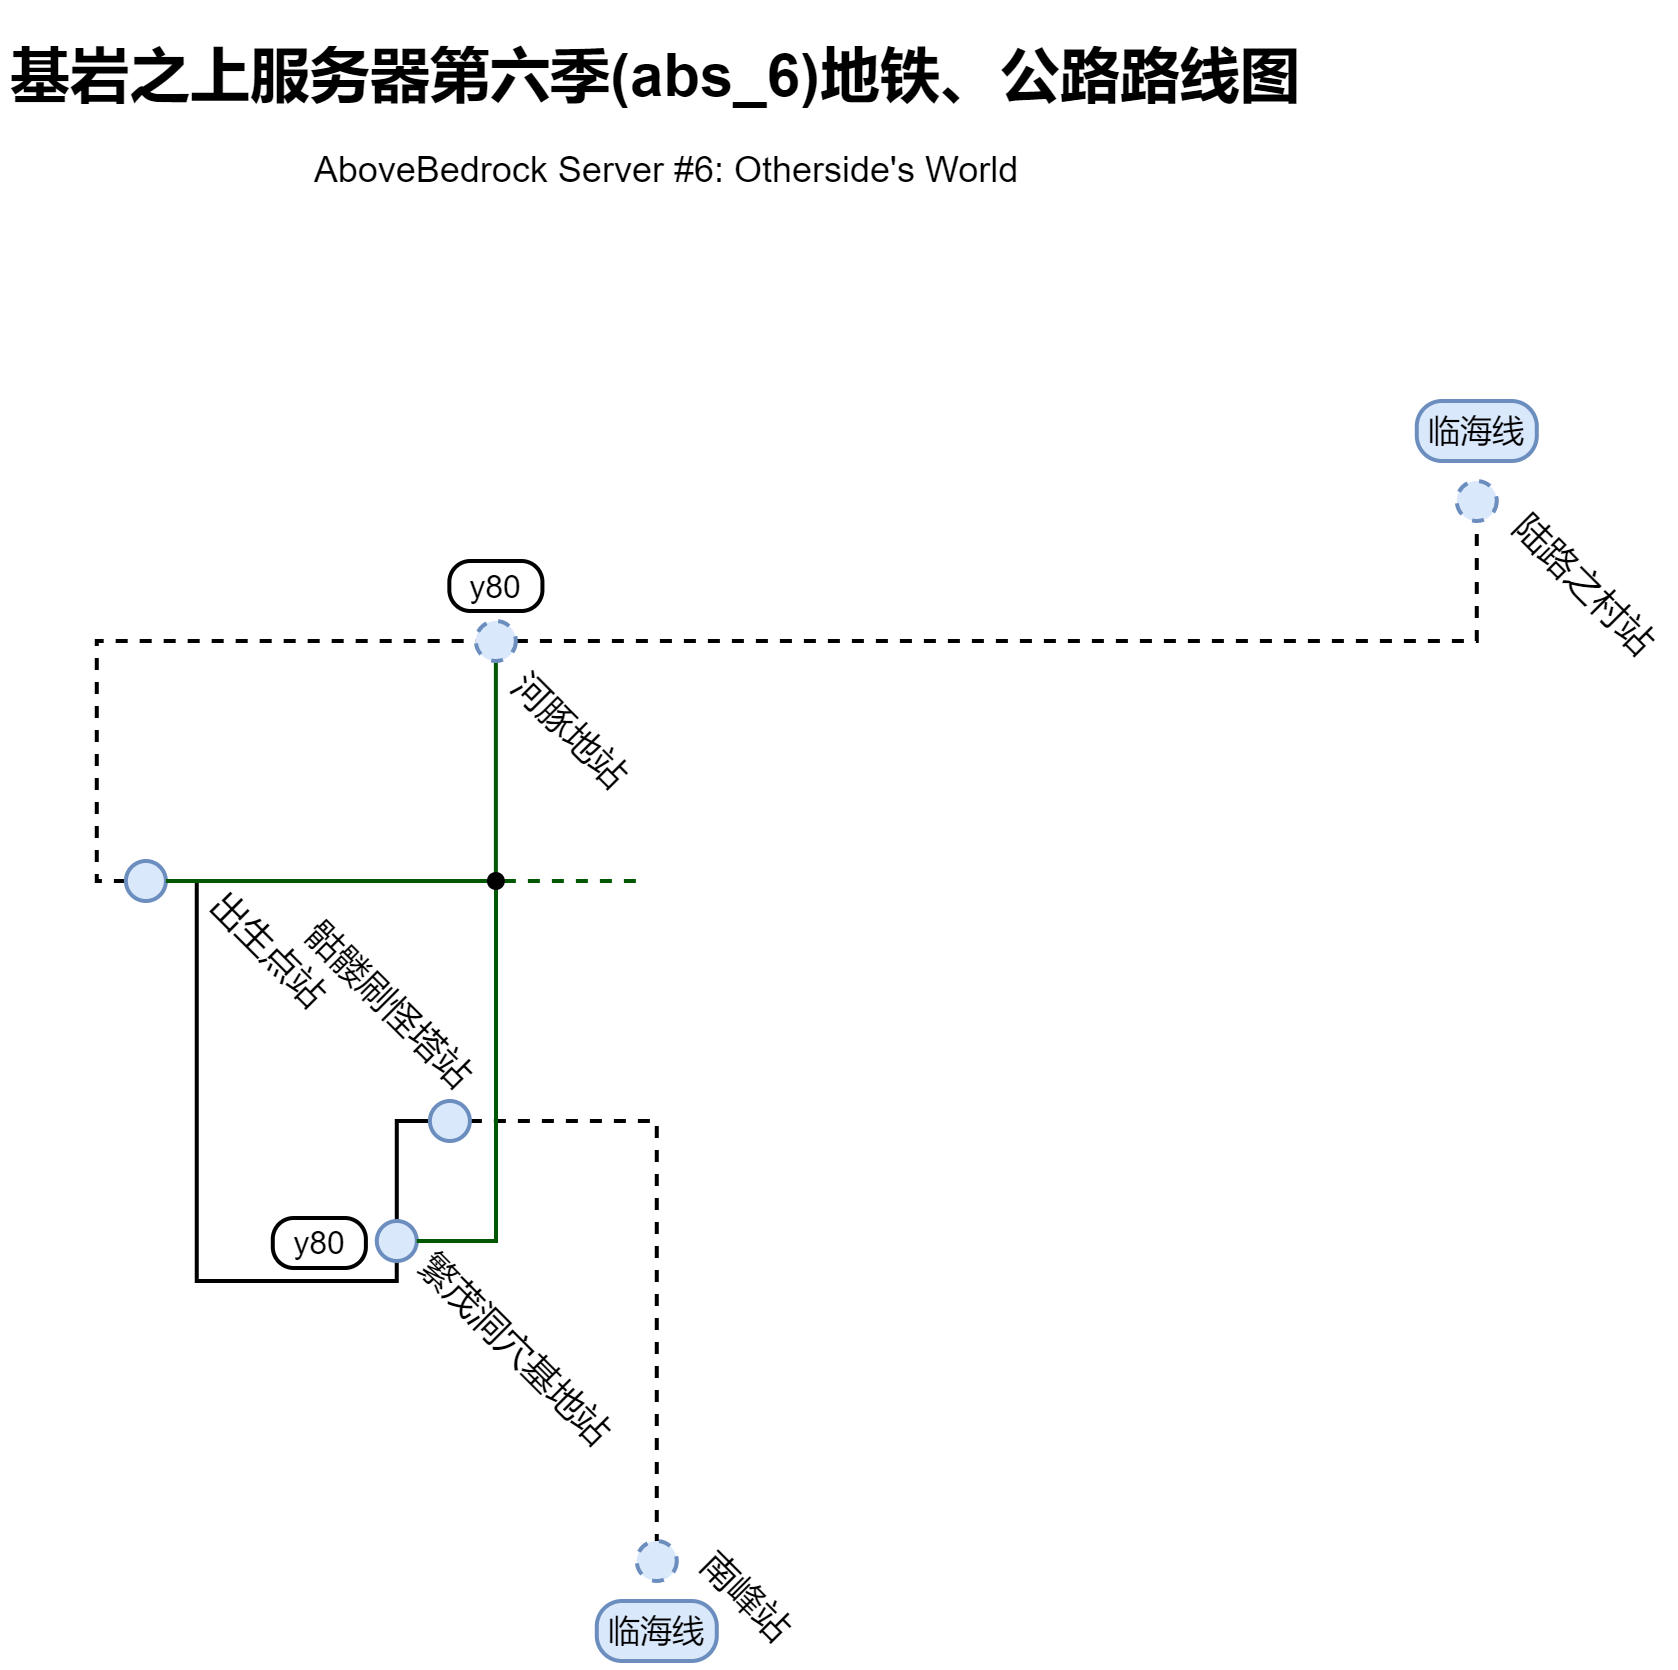 基岩之上服务器第六季(abs_6)地铁、公路路线图
AboveBedrock Server #6: Otherside's World
临海线
陆路之村站
y80
河豚地站
出生点站
骷髅刷怪塔站
y80
繁茂洞穴基地站
南峰站
临海线